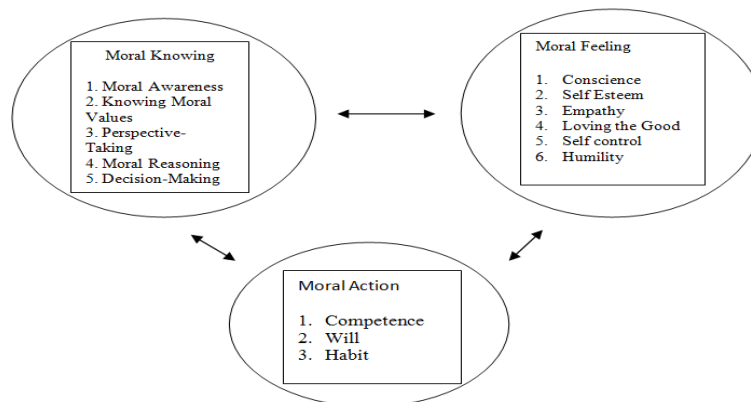 Moral Knowing
1. Moral Awareness
2. Knowing Moral
Values
3. Perspective-
Taking
4. Moral Reasoning
5. Decision-Making
Moral Feeling
1. Conscience
2. Self Esteem
3. Empathy
4. Loving the Good
5. Self control
6. Humility
Moral Action
1. Competence
2. Will
3. Habit